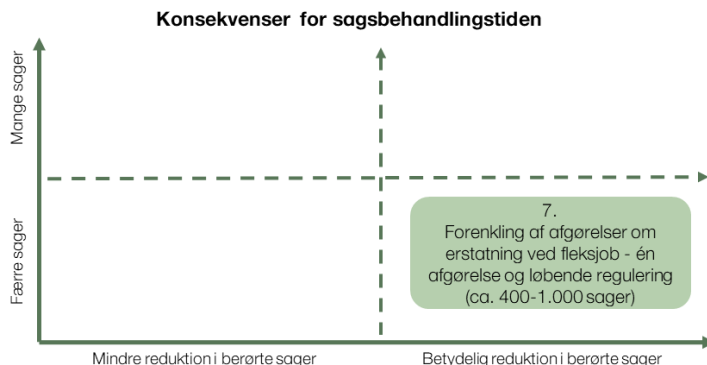 Konsekvenser for sagsbehandlingstiden
Mange sager
Færre sager
7.
Forenkling af afgørelser om
erstatning ved fleksjob - én
afgørelse og løbende regulering
(ca. 400-1.000 sager)
Mindre reduktion i berørte sager
Betydelig reduktion i berørte sager